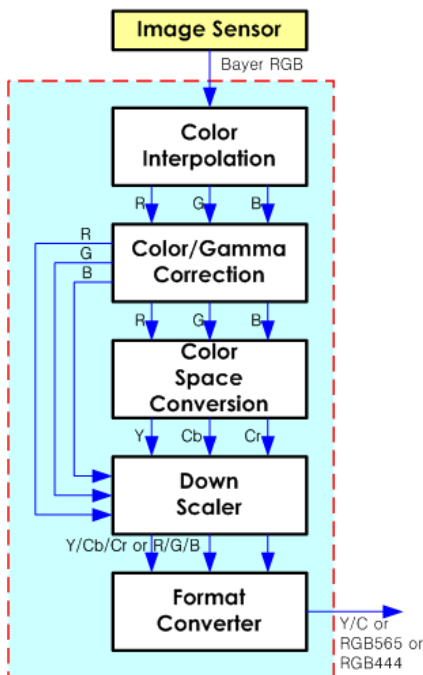 Image Sensor
Bayer RGB
Color
Interpolation
R G B
R
G
B
Color/Gamma
Correction
R G B
Color
Space
Conversion
Y Cb Cr
Down
Scaler
Y/Cb/Cr or R/G/B
Format
Converter
Y/C or
RGB565 or
RGB444